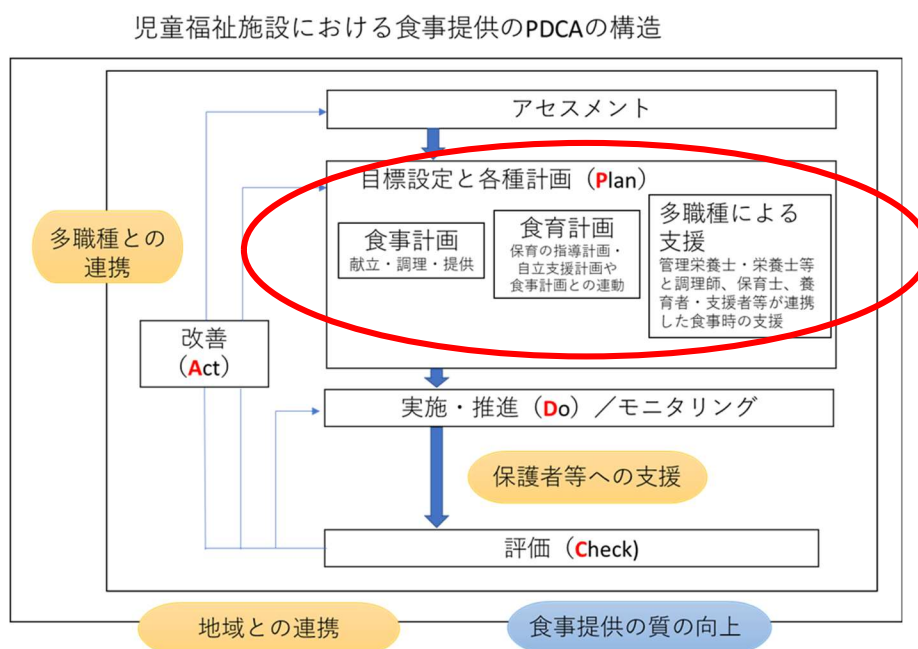 児童福祉施設における食事提供のPDCAの構造
アセスメント
目標設定と各種計画（Plan）
食事計画
献立・調理・提供
食育計画
保育の指導計画・
自立支援計画や
食事計画との連動
多職種による
支援
管理栄養士・栄養士等
と調理師、保育士、養
育者・支援者等が連携
した食事時の支援
多職種との
連携
改善
（Act）
実施・推進（Do）／モニタリング
保護者等への支援
評価（Check)
地域との連携
食事提供の質の向上